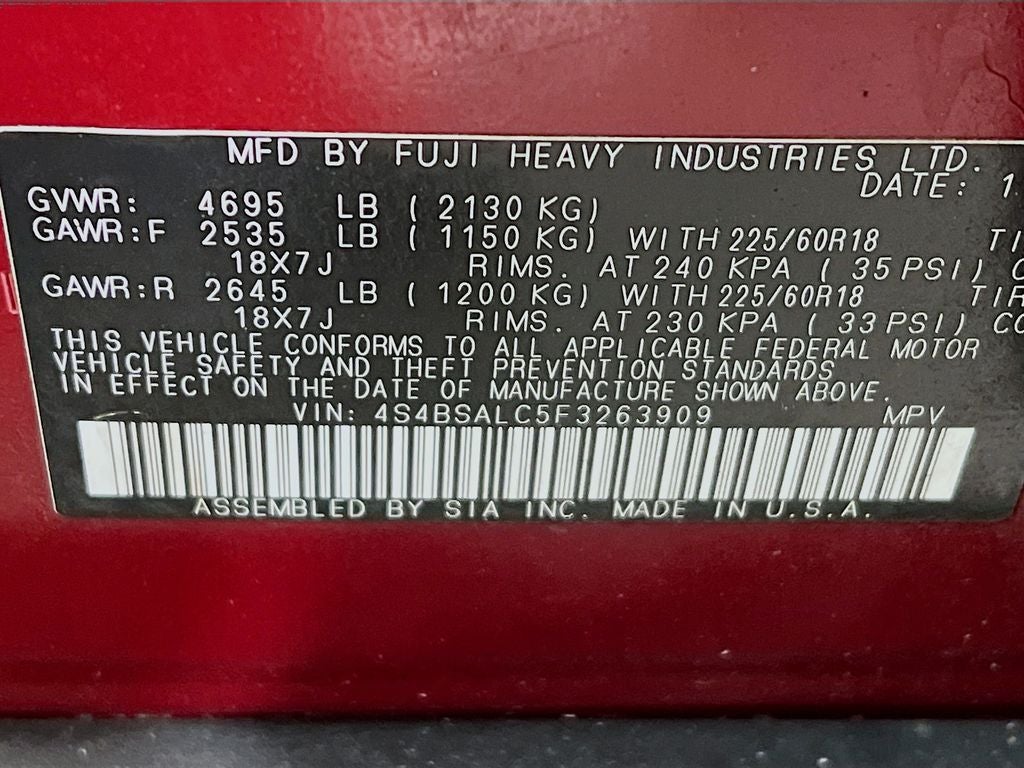 MFD BY FUJI HEAVY INDUSTRIES LTD.
DATE: 1
GVWR: 4695 LB ( 2130 KG)
GAWR:F 2535 LB ( 1150 KG) WITH 225/60R18 TI
18X7J RIMS. AT 240 KPA ( 35 PSI) C
GAWR:R 2645 LB ( 1200 KG) WITH 225/60R18 TIR
18X7J RIMS. AT 230 KPA ( 33 PSI) CO
THIS VEHICLE CONFORMS TO ALL APPLICABLE FEDERAL MOTOR
VEHICLE SAFETY AND THEFT PREVENTION STANDARDS
IN EFFECT ON THE DATE OF MANUFACTURE SHOWN ABOVE.
VIN: 4S4BSALC5F3263909 MPV
ASSEMBLED BY SIA INC. MADE IN U.S.A.